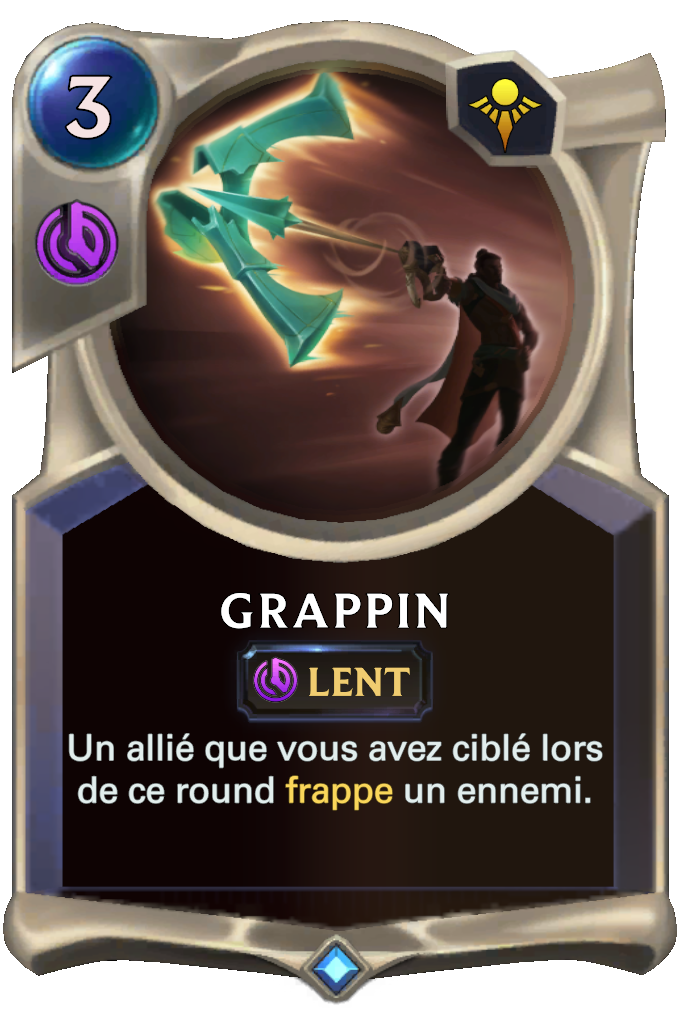 3
GRAPPIN
LENT
Un allié que vous avez ciblé lors
de ce round frappe un ennemi.